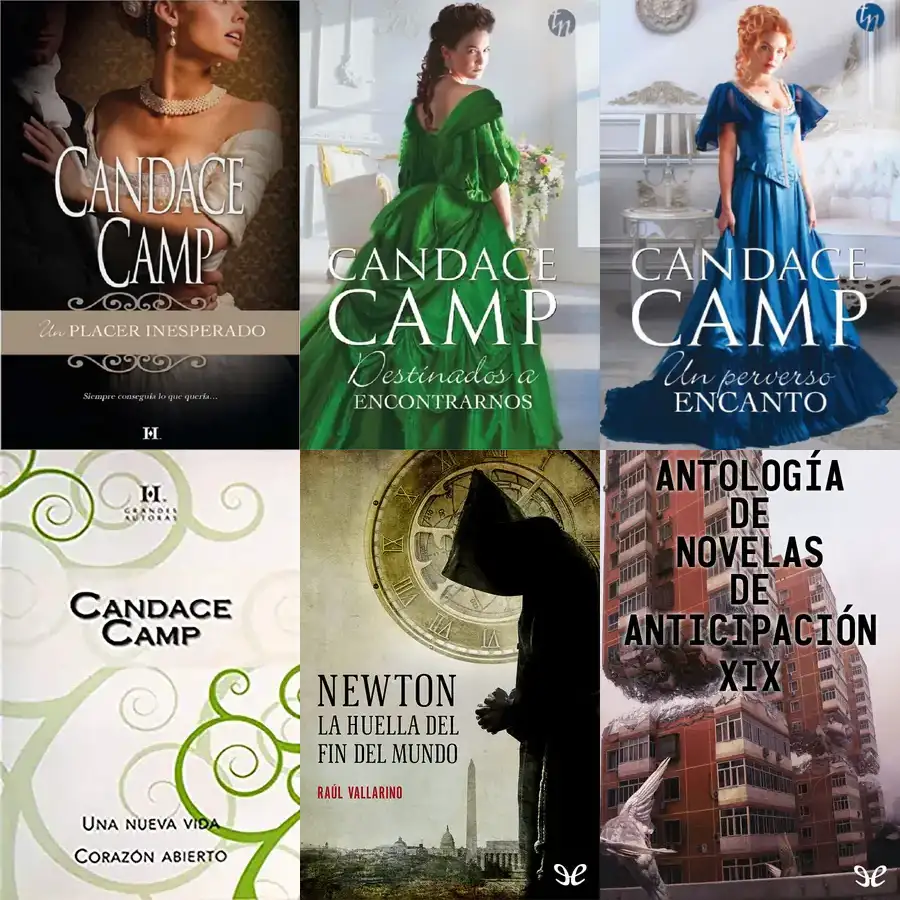 CANDACE
CAMP
Un PLACER INESPERADO
Siempre conseguía lo que quería...
H
tn
CANDACE
CAMP
Destinados a
ENCONTRARNOS
tn
CANDACE
CAMP
Un perverso
ENCANTO
H
GRANDES
AUTORAS
CANDACE
CAMP
UNA NUEVA VIDA
CORAZÓN ABIERTO
NEWTON
LA HUELLA DEL
FIN DEL MUNDO
RAÚL VALLARINO
ANTOLOGÍA
DE
NOVELAS
DE
ANTICIPACIÓN
XIX